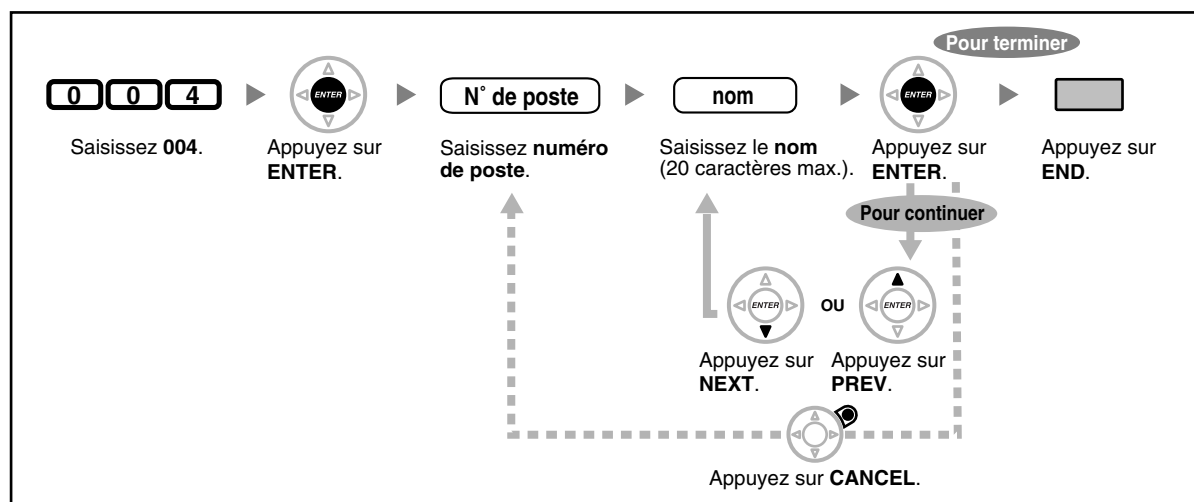 Pour terminer
0 0 4
ENTER
N° de poste
nom
ENTER
Saisissez 004.
Appuyez sur
ENTER.
Saisissez numéro
de poste.
Saisissez le nom
(20 caractères max.).
Appuyez sur
ENTER.
Appuyez sur
END.
Pour continuer
ENTER
OU
ENTER
Appuyez sur
NEXT.
Appuyez sur
PREV.
Appuyez sur CANCEL.